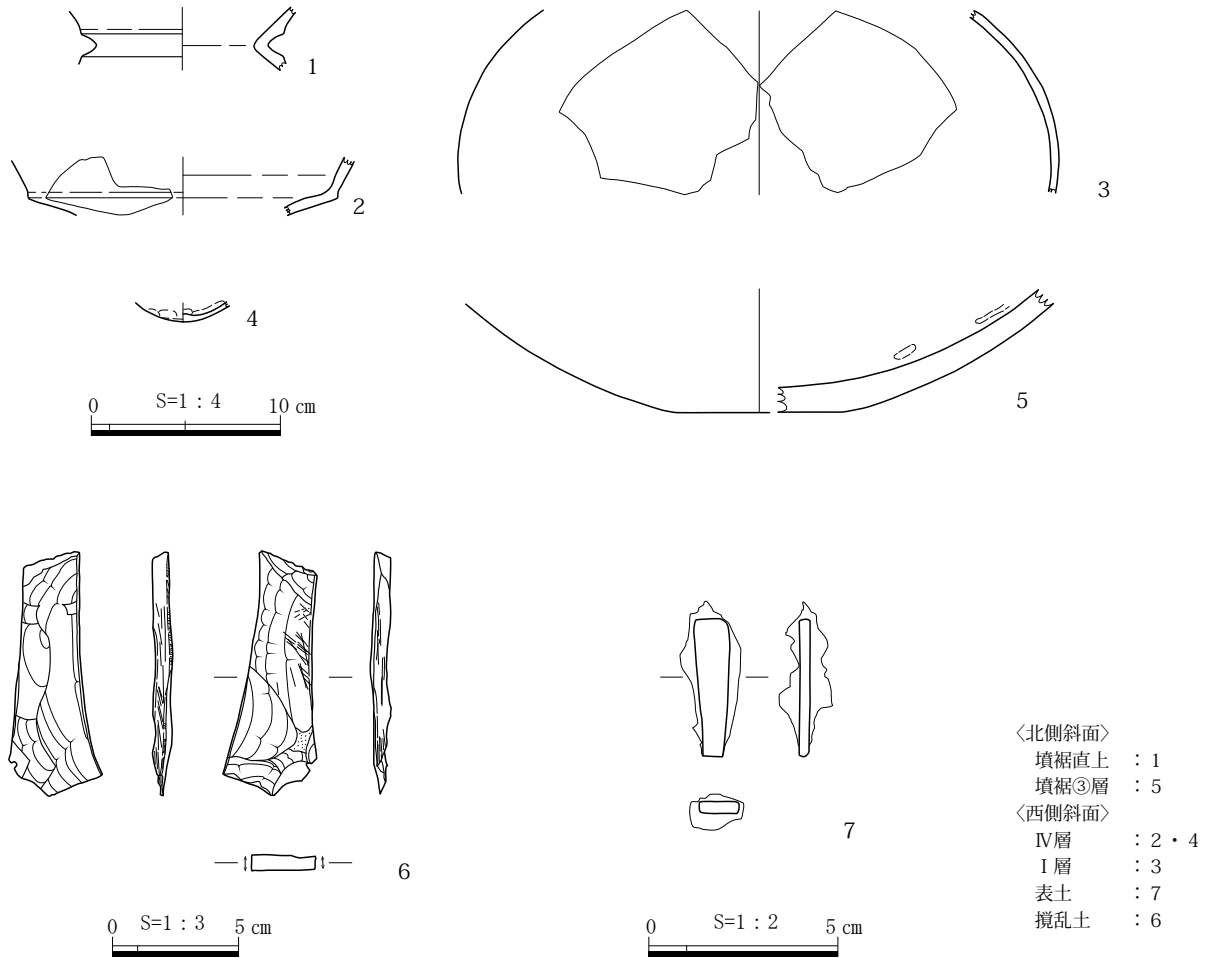 1
2
3
4
5
0 S=1：4 10 cm
6
7
0 S=1：3 5 cm
0 S=1：2 5 cm
〈北側斜面〉
墳裾直上 ：1
墳裾③層 ：5
〈西側斜面〉
Ⅳ層 ：2・4
Ⅰ層 ：3
表土 ：7
撹乱土 ：6